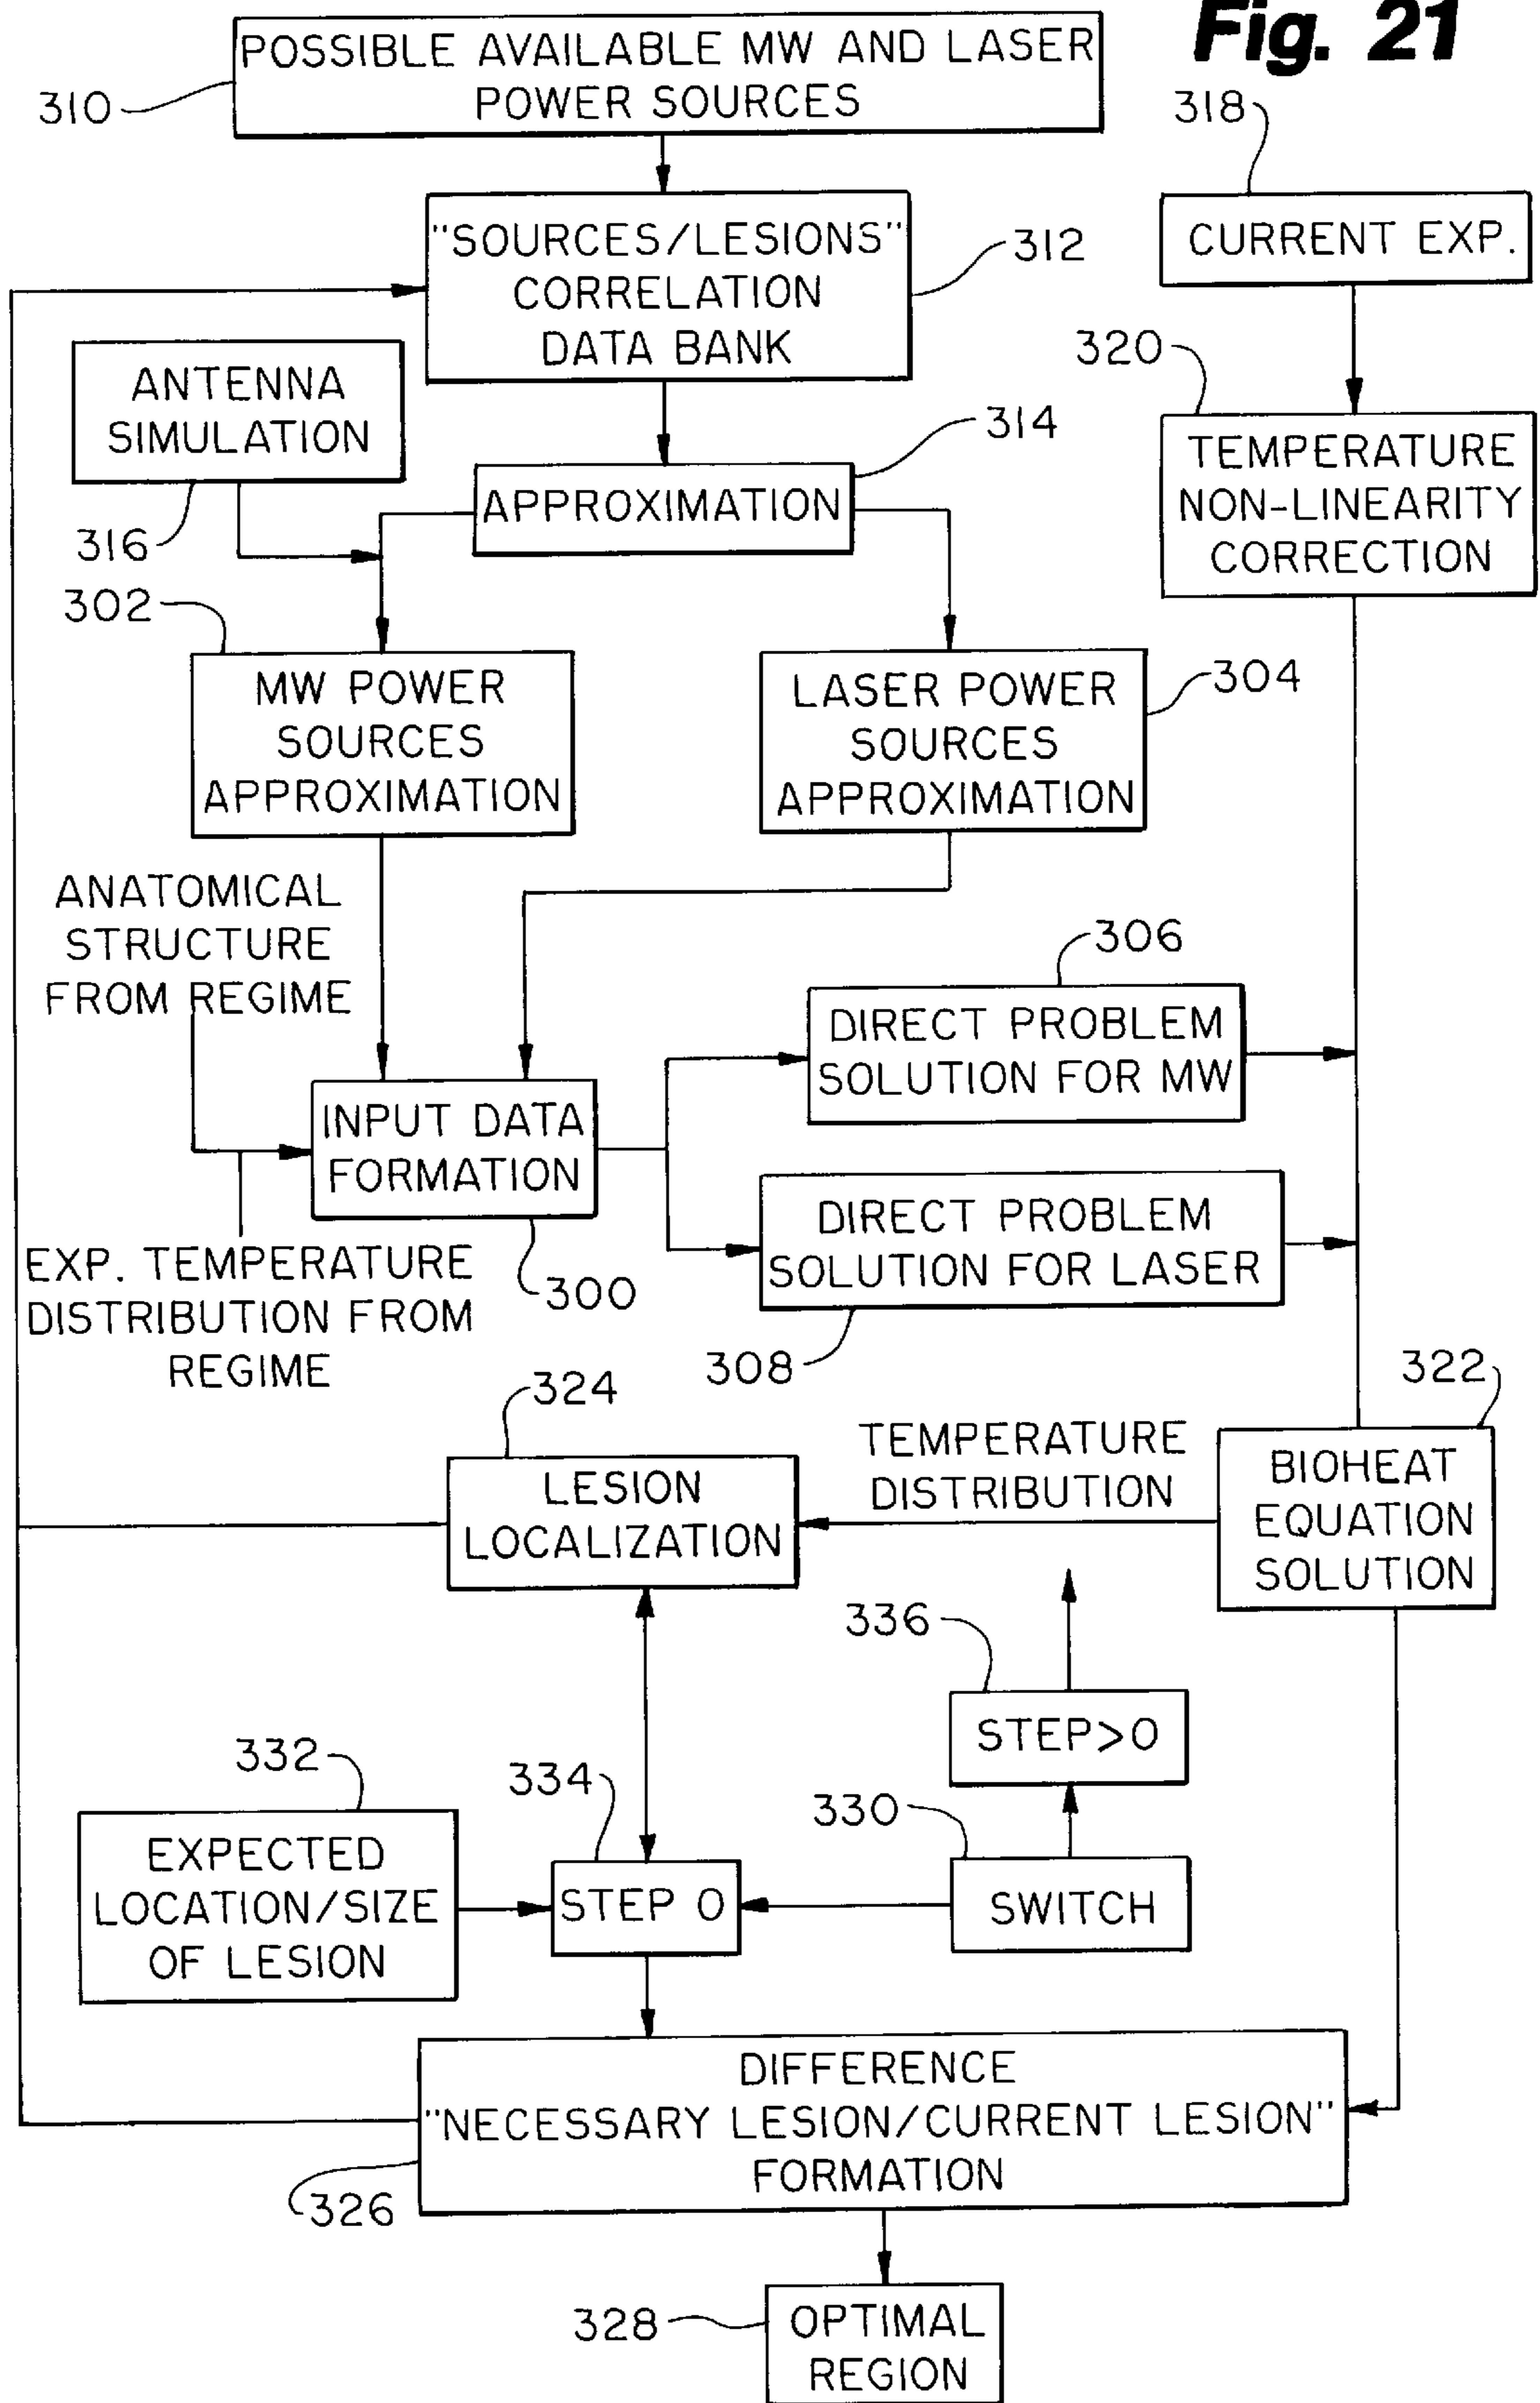 Fig. 21
POSSIBLE AVAILABLE MW AND LASER
POWER SOURCES
310
318
"SOURCES/LESIONS"
CORRELATION
DATA BANK
312
CURRENT EXP.
320
ANTENNA
SIMULATION
316
314
APPROXIMATION
TEMPERATURE
NON-LINEARITY
CORRECTION
302
MW POWER
SOURCES
APPROXIMATION
LASER POWER
SOURCES
APPROXIMATION
304
ANATOMICAL
STRUCTURE
FROM REGIME
306
DIRECT PROBLEM
SOLUTION FOR MW
INPUT DATA
FORMATION
300
DIRECT PROBLEM
SOLUTION FOR LASER
308
EXP. TEMPERATURE
DISTRIBUTION FROM
REGIME
324
LESION
LOCALIZATION
TEMPERATURE
DISTRIBUTION
322
BIOHEAT
EQUATION
SOLUTION
336
STEP>0
332
334
330
EXPECTED
LOCATION/SIZE
OF LESION
STEP 0
SWITCH
DIFFERENCE
"NECESSARY LESION/CURRENT LESION"
FORMATION
326
328
OPTIMAL
REGION